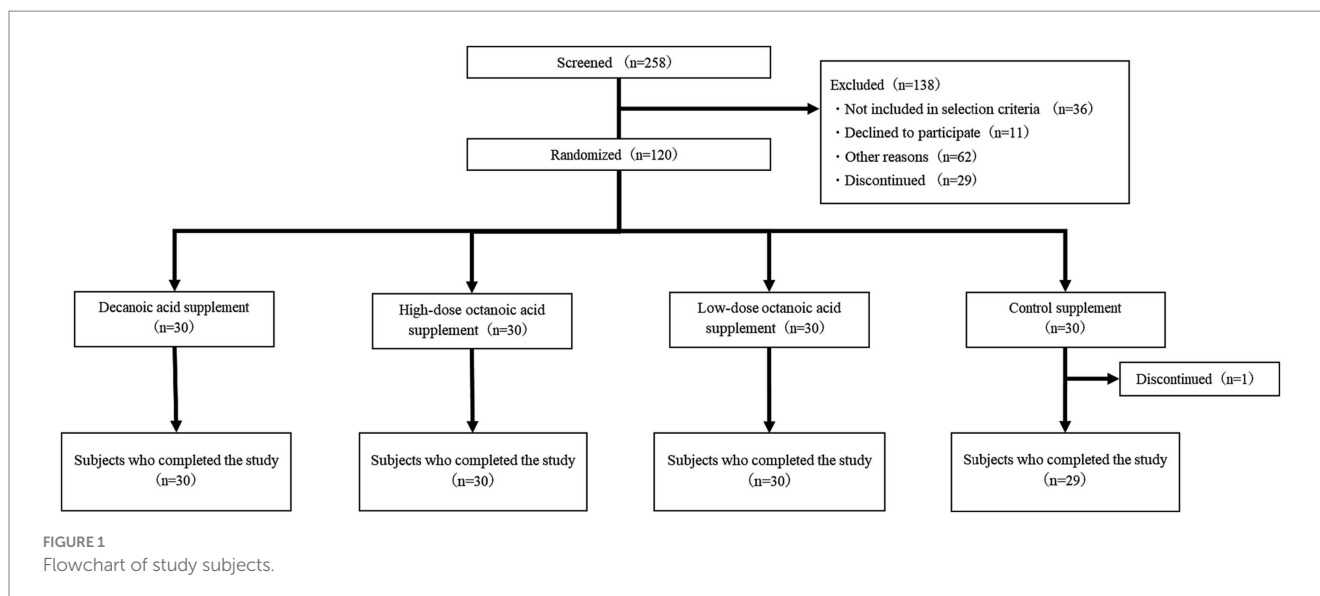 Screened （n=258）
Excluded （n=138）
・Not included in selection criteria （n=36）
・Declined to participate （n=11）
・Other reasons （n=62）
・Discontinued （n=29）
Randomized （n=120）
Decanoic acid supplement
（n=30）
High-dose octanoic acid
supplement （n=30）
Low-dose octanoic acid
supplement （n=30）
Control supplement
（n=30）
Discontinued （n=1）
Subjects who completed the study
（n=30）
Subjects who completed the study
（n=30）
Subjects who completed the study
（n=30）
Subjects who completed the study
（n=29）
FIGURE 1
Flowchart of study subjects.